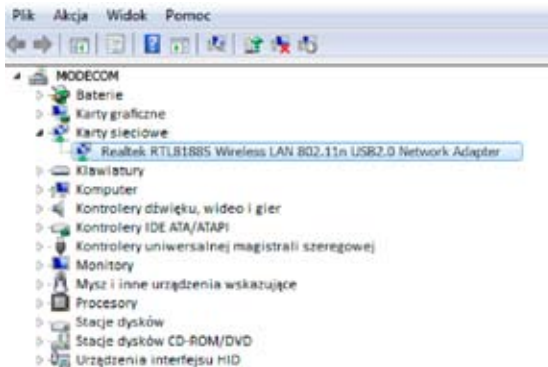 Plik Akcja Widok Pomoc
MODECOM
Baterie
Karty graficzne
Karty sieciowe
Realtek RTL8188S Wireless LAN 802.11n USB2.0 Network Adapter
Klawiatury
Komputer
Kontrolery dźwięku, wideo i gier
Kontrolery IDE ATA/ATAPI
Kontrolery uniwersalnej magistrali szeregowej
Monitory
Mysz i inne urządzenia wskazujące
Procesory
Stacje dysków
Stacje dysków CD-ROM/DVD
Urządzenia interfejsu HID